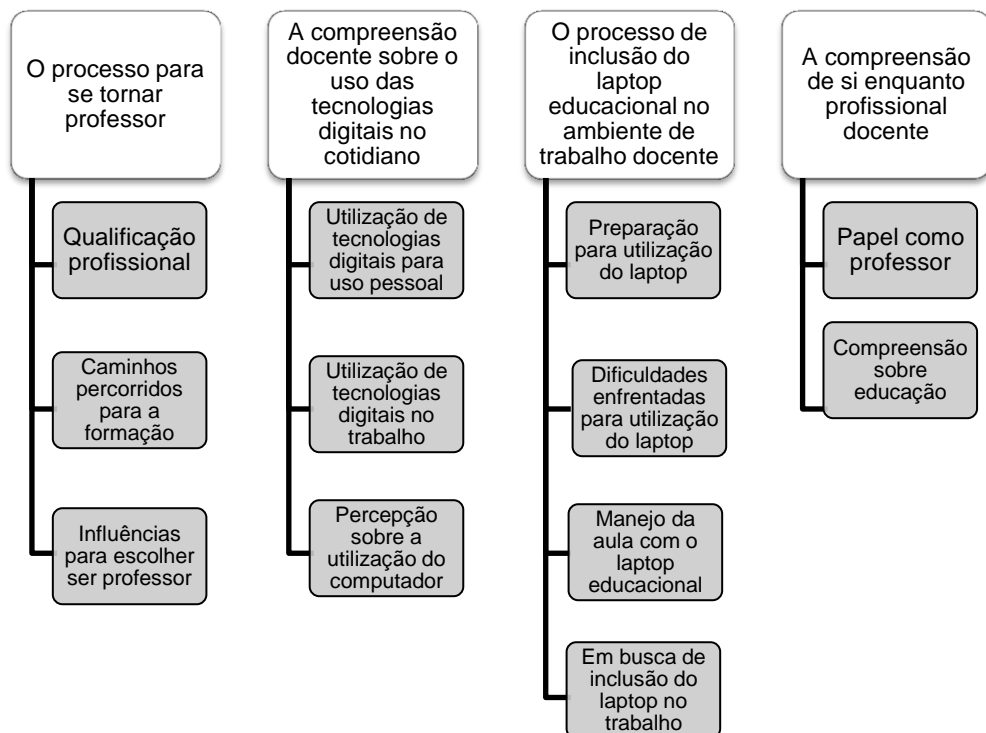 O processo para
se tornar
professor
Qualificação
profissional
Caminhos
percorridos
para a
formação
Influências
para escolher
ser professor
A compreensão
docente sobre o
uso das
tecnologias
digitais no
cotidiano
Utilização de
tecnologias
digitais para
uso pessoal
Utilização de
tecnologias
digitais no
trabalho
Percepção
sobre a
utilização do
computador
O processo de
inclusão do
laptop
educacional no
ambiente de
trabalho docente
Preparação
para utilização
do laptop
Dificuldades
enfrentadas
para utilização
do laptop
Manejo da
aula com o
laptop
educacional
Em busca de
inclusão do
laptop no
trabalho
A compreensão
de si enquanto
profissional
docente
Papel como
professor
Compreensão
sobre
educação